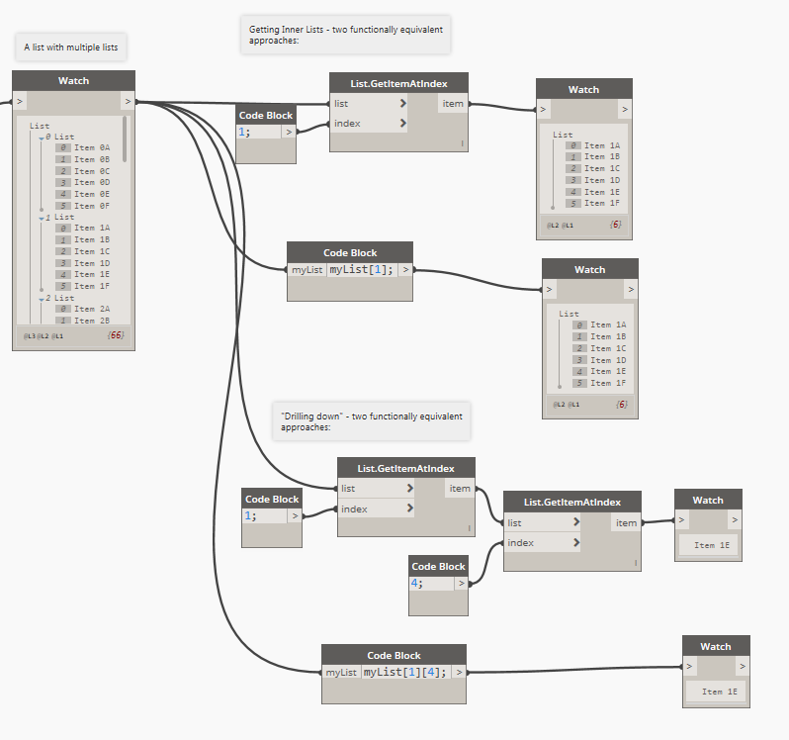 A list with multiple lists
Watch
> >
List
0 List
0 Item 0A
1 Item 0B
2 Item 0C
3 Item 0D
4 Item 0E
5 Item 0F
1 List
0 Item 1A
1 Item 1B
2 Item 1C
3 Item 1D
4 Item 1E
5 Item 1F
2 List
0 Item 2A
1 Item 2B
@L3 @L2 @L1 {66}
Getting Inner Lists - two functionally equivalent
approaches:
Code Block
1; >
List.GetItemAtIndex
list > item
index >
l
Watch
> >
List
0 Item 1A
1 Item 1B
2 Item 1C
3 Item 1D
4 Item 1E
5 Item 1F
@L2 @L1 {6}
Code Block
myList myList[1]; >
Watch
> >
List
0 Item 1A
1 Item 1B
2 Item 1C
3 Item 1D
4 Item 1E
5 Item 1F
@L2 @L1 {6}
"Drilling down" - two functionally equivalent
approaches:
Code Block
1; >
List.GetItemAtIndex
list > item
index >
l
Code Block
4; >
List.GetItemAtIndex
list > item
index >
l
Watch
> >
Item 1E
Code Block
myList myList[1][4]; >
Watch
> >
Item 1E